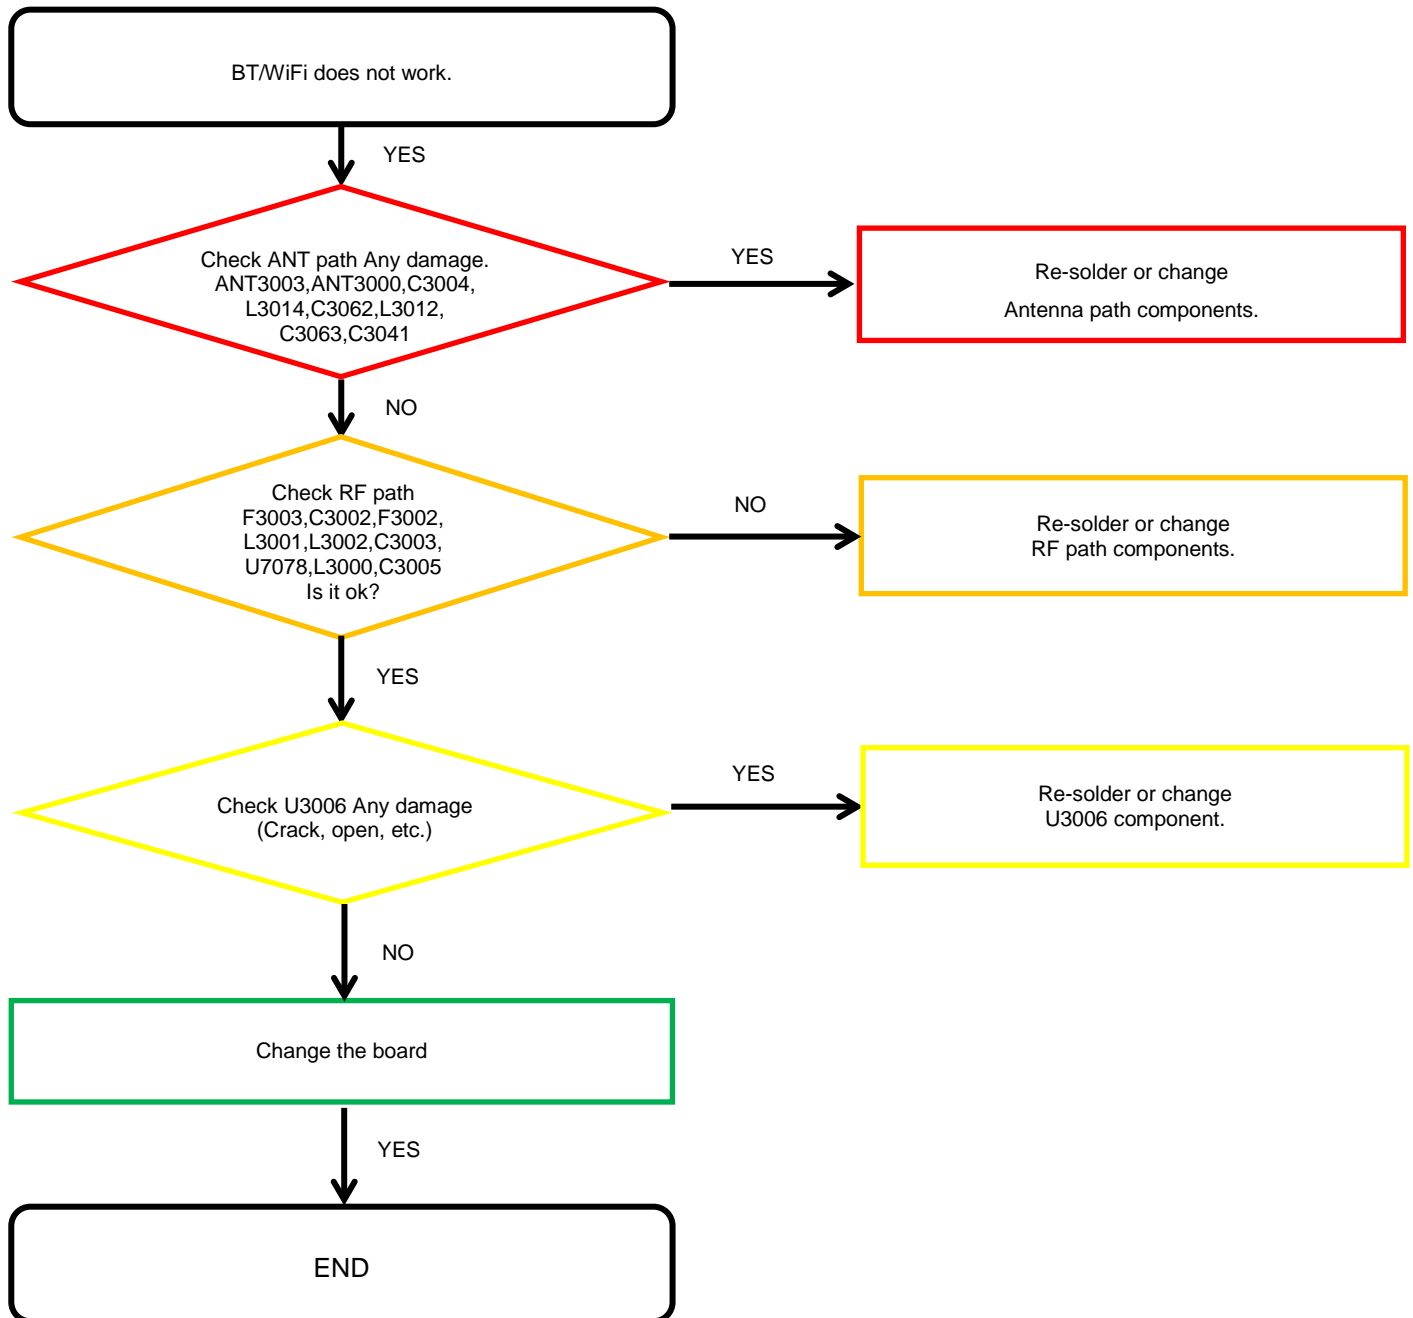 BT/WiFi does not work.
YES
Check ANT path Any damage.
ANT3003,ANT3000,C3004,
L3014,C3062,L3012,
C3063,C3041
YES
Re-solder or change
Antenna path components.
NO
Check RF path
F3003,C3002,F3002,
L3001,L3002,C3003,
U7078,L3000,C3005
Is it ok?
NO
Re-solder or change
RF path components.
YES
Check U3006 Any damage
(Crack, open, etc.)
YES
Re-solder or change
U3006 component.
NO
Change the board
YES
END